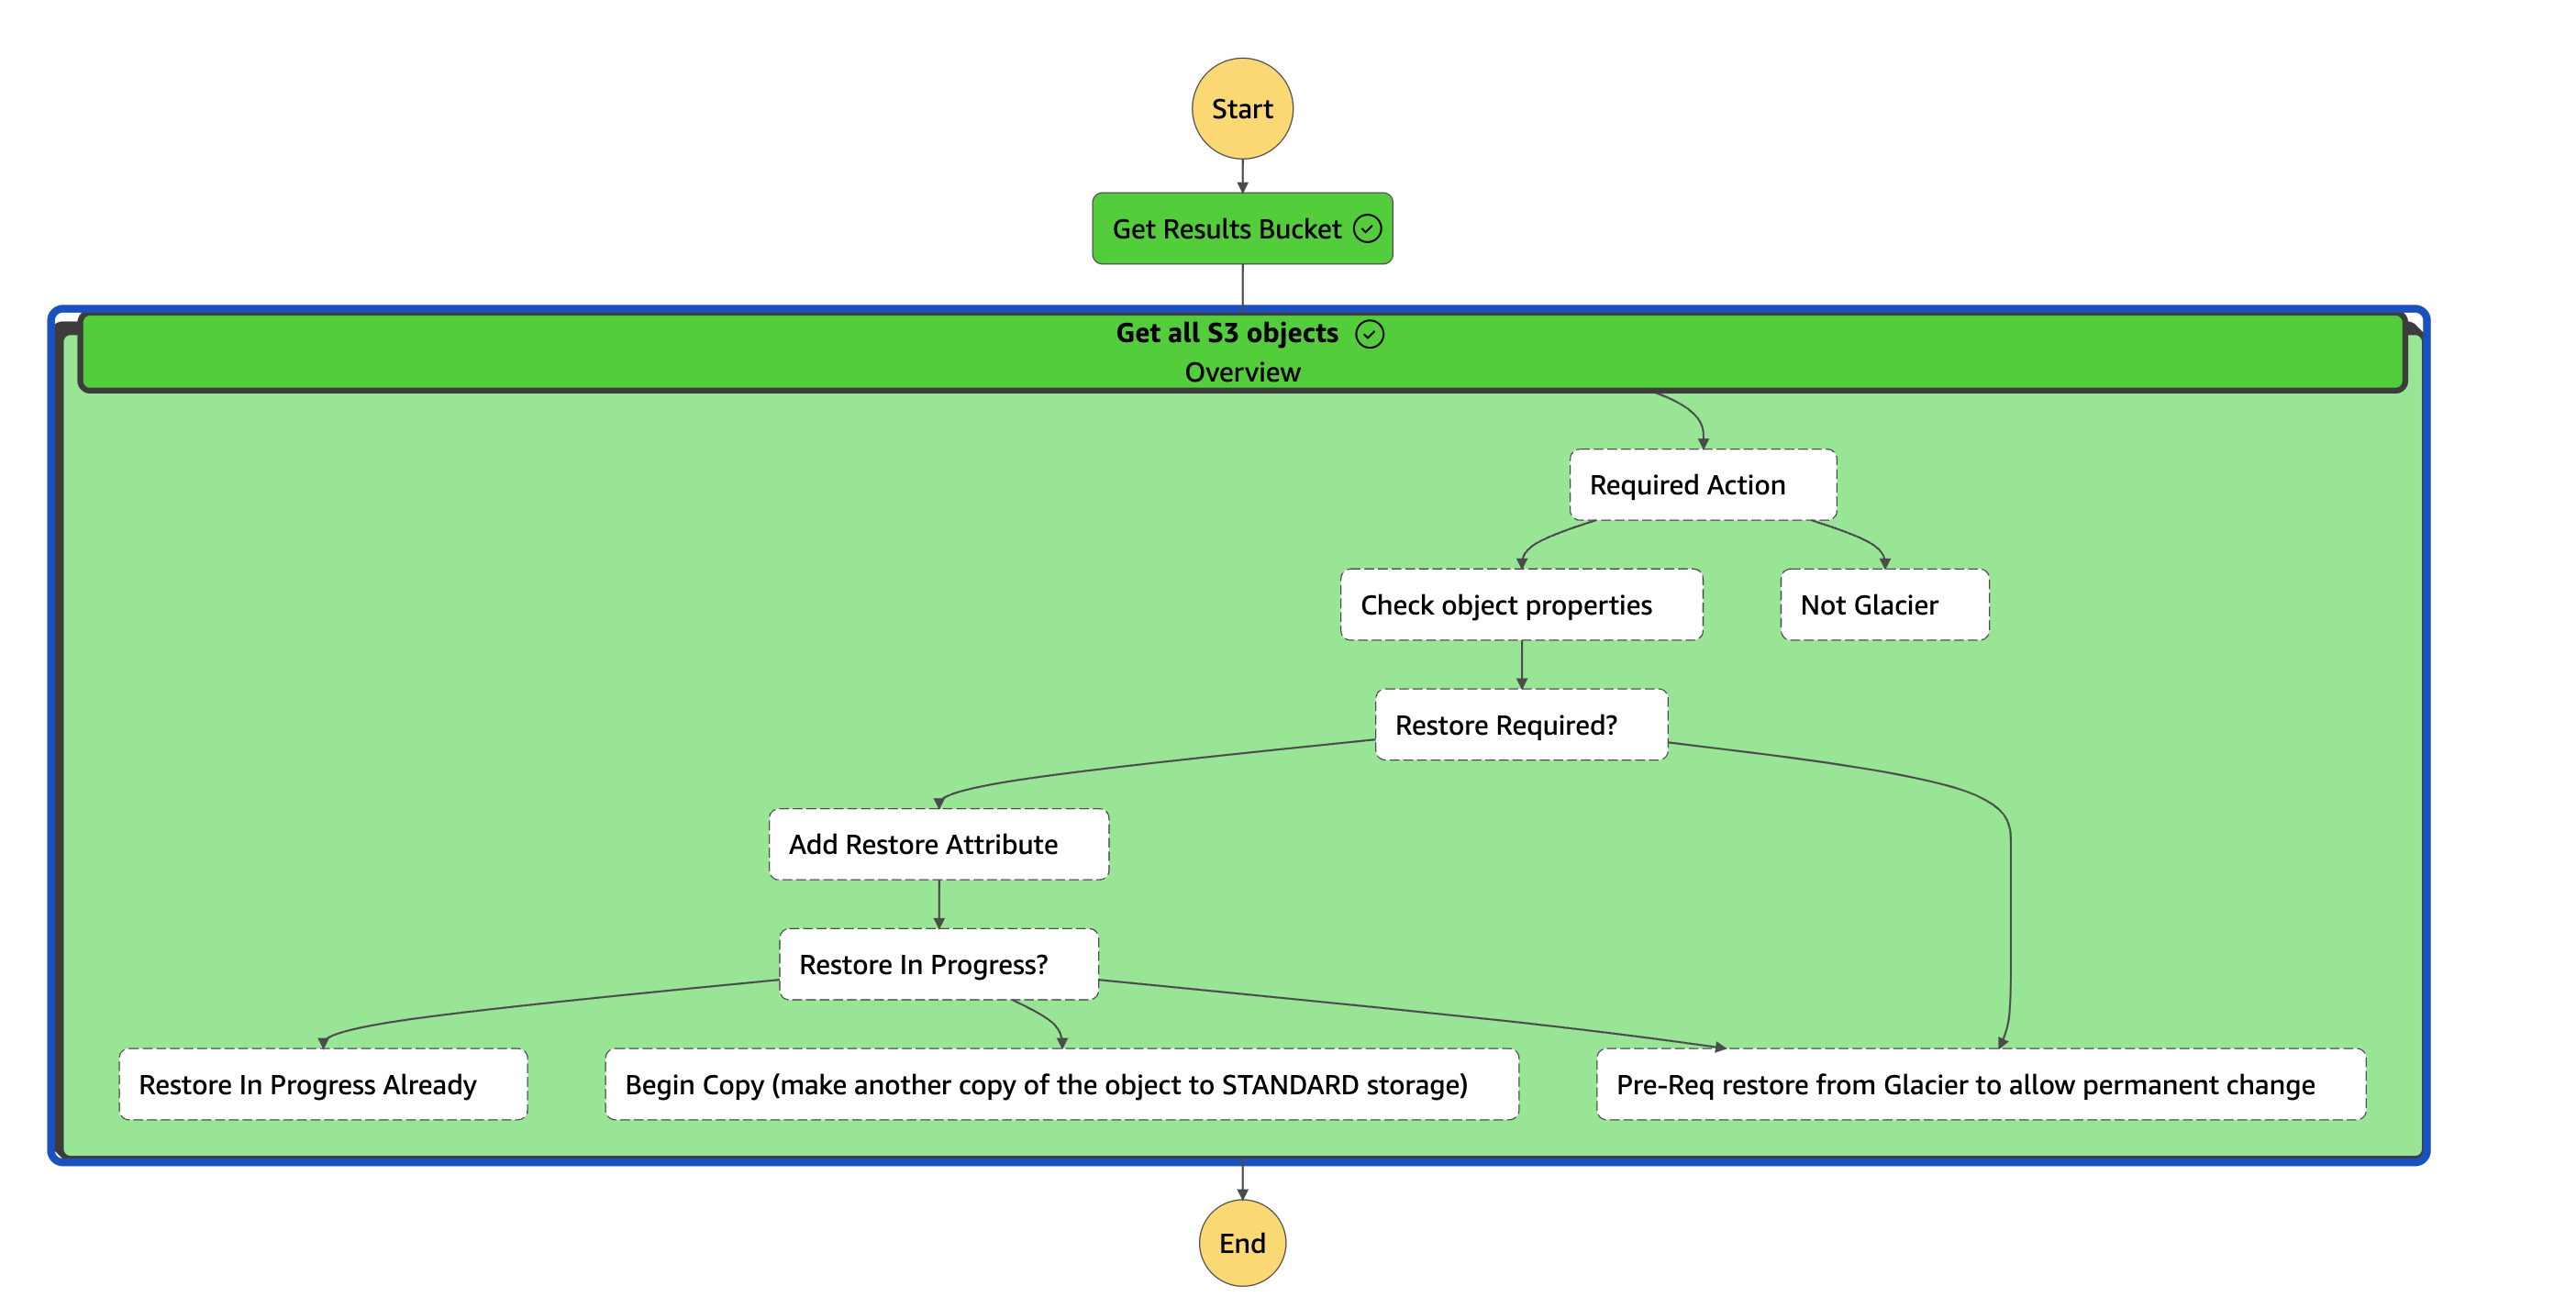 Start
Get Results Bucket
Get all S3 objects
Overview
Required Action
Check object properties
Not Glacier
Restore Required?
Add Restore Attribute
Restore In Progress?
Restore In Progress Already
Begin Copy (make another copy of the object to STANDARD storage)
Pre-Req restore from Glacier to allow permanent change
End